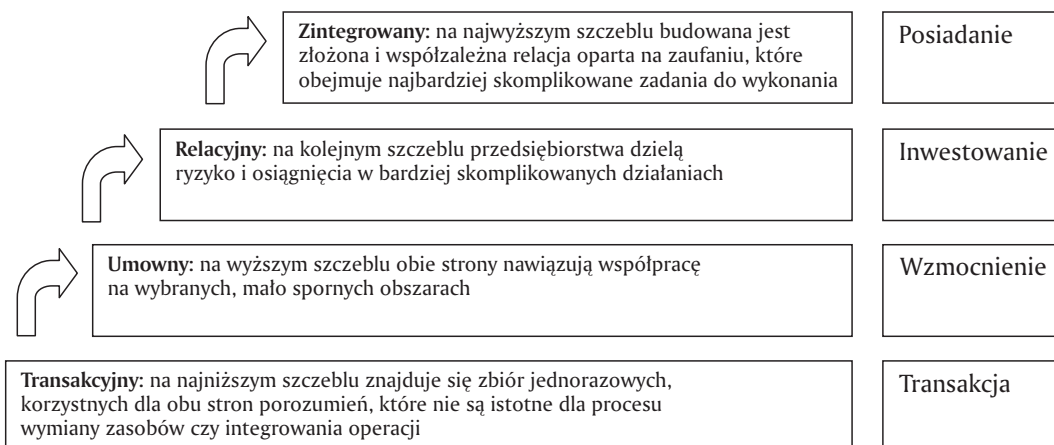 Zintegrowany: na najwyższym szczeblu budowana jest
złożona i współzależna relacja oparta na zaufaniu, które
obejmuje najbardziej skomplikowane zadania do wykonania
Posiadanie
Relacyjny: na kolejnym szczeblu przedsiębiorstwa dzielą
ryzyko i osiągnięcia w bardziej skomplikowanych działaniach
Inwestowanie
Umowny: na wyższym szczeblu obie strony nawiązują współpracę
na wybranych, mało spornych obszarach
Wzmocnienie
Transakcyjny: na najniższym szczeblu znajduje się zbiór jednorazowych,
korzystnych dla obu stron porozumień, które nie są istotne dla procesu
wymiany zasobów czy integrowania operacji
Transakcja